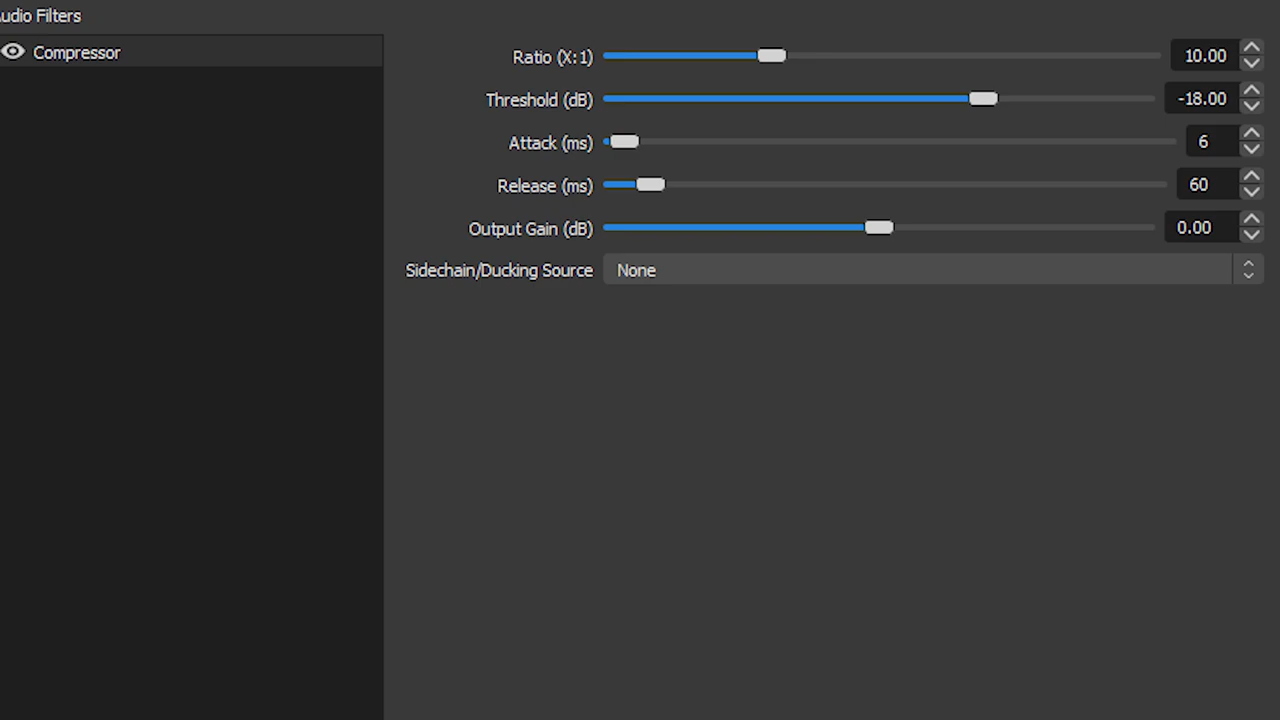 udio Filters
Compressor
Ratio (X:1) 10.00
Threshold (dB) -18.00
Attack (ms) 6
Release (ms) 60
Output Gain (dB) 0.00
Sidechain/Ducking Source None